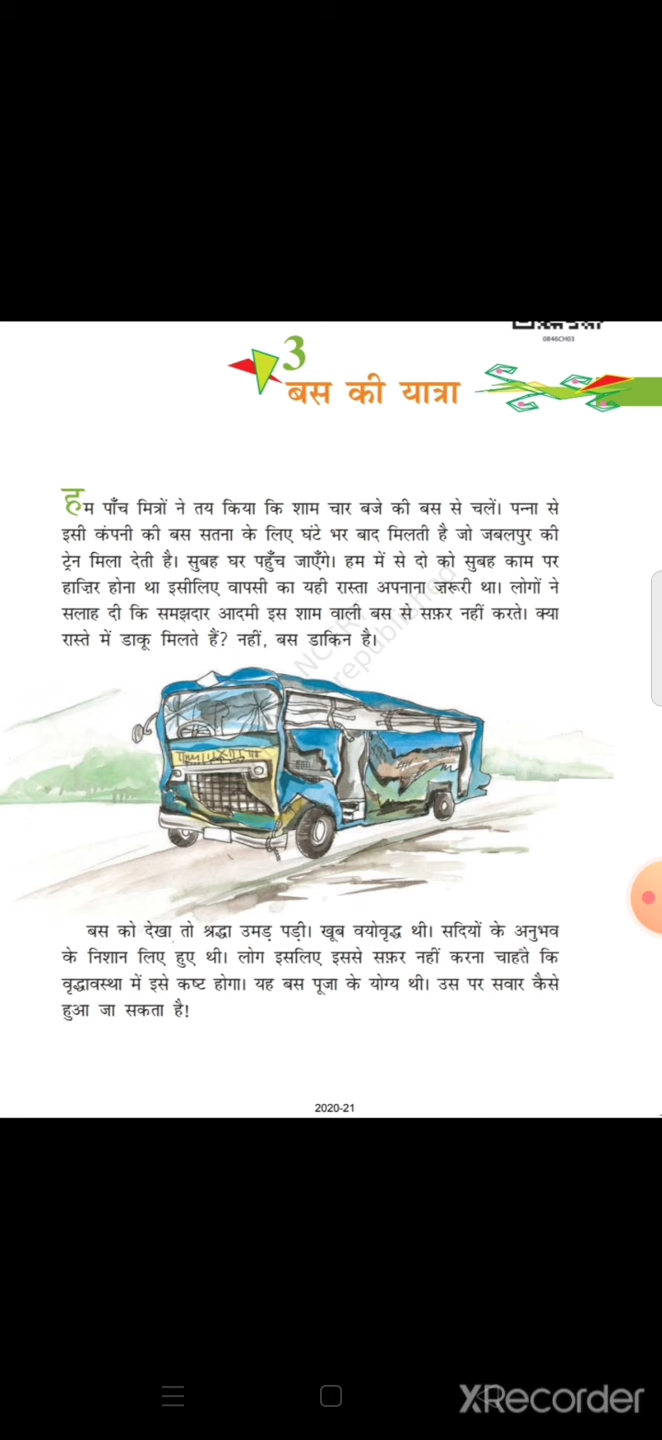 0846CH03
3
बस की यात्रा
हम पाँच मित्रों ने तय किया कि शाम चार बजे की बस से चलें। पन्ना से
इसी कंपनी की बस सतना के लिए घंटे भर बाद मिलती है जो जबलपुर की
ट्रेन मिला देती है। सुबह घर पहुँच जाएँगे। हम में से दो को सुबह काम पर
हाज़िर होना था इसीलिए वापसी का यही रास्ता अपनाना ज़रूरी था। लोगों ने
सलाह दी कि समझदार आदमी इस शाम वाली बस से सफ़र नहीं करते। क्या
रास्ते में डाकू मिलते हैं? नहीं, बस डाकिन है।
बस को देखा तो श्रद्धा उमड़ पड़ी। खूब वयोवृद्ध थी। सदियों के अनुभव
के निशान लिए हुए थी। लोग इसलिए इससे सफ़र नहीं करना चाहते कि
वृद्धावस्था में इसे कष्ट होगा। यह बस पूजा के योग्य थी। उस पर सवार कैसे
हुआ जा सकता है!
2020-21
XRecorder